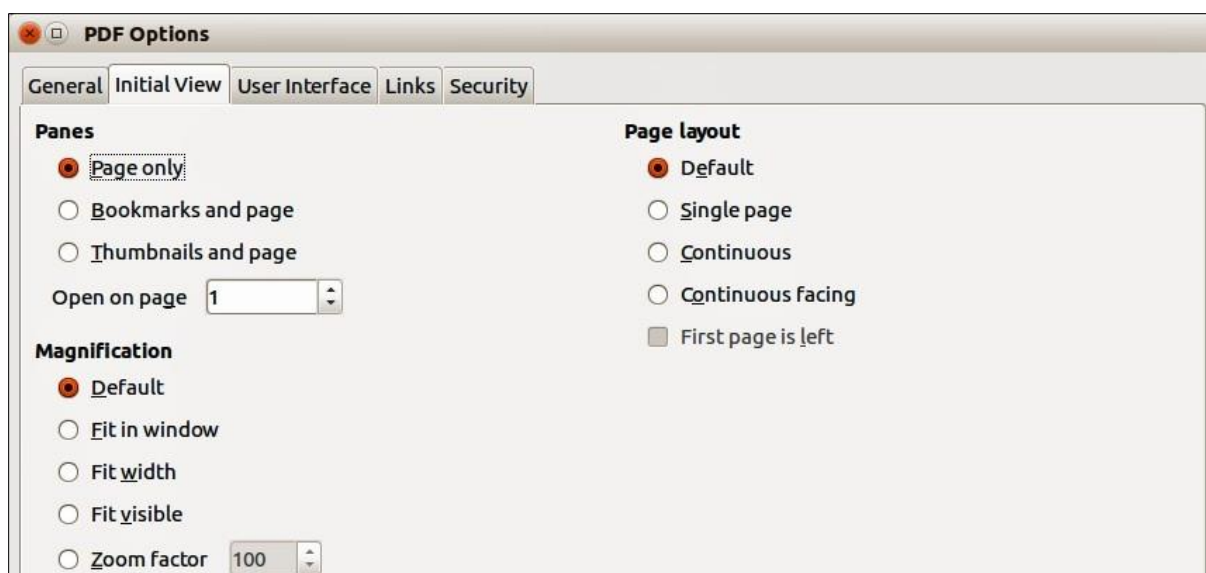 PDF Options
General Initial View User Interface Links Security
Panes
Page only
Bookmarks and page
Thumbnails and page
Open on page 1
Magnification
Default
Fit in window
Fit width
Fit visible
Zoom factor 100
Page layout
Default
Single page
Continuous
Continuous facing
First page is left